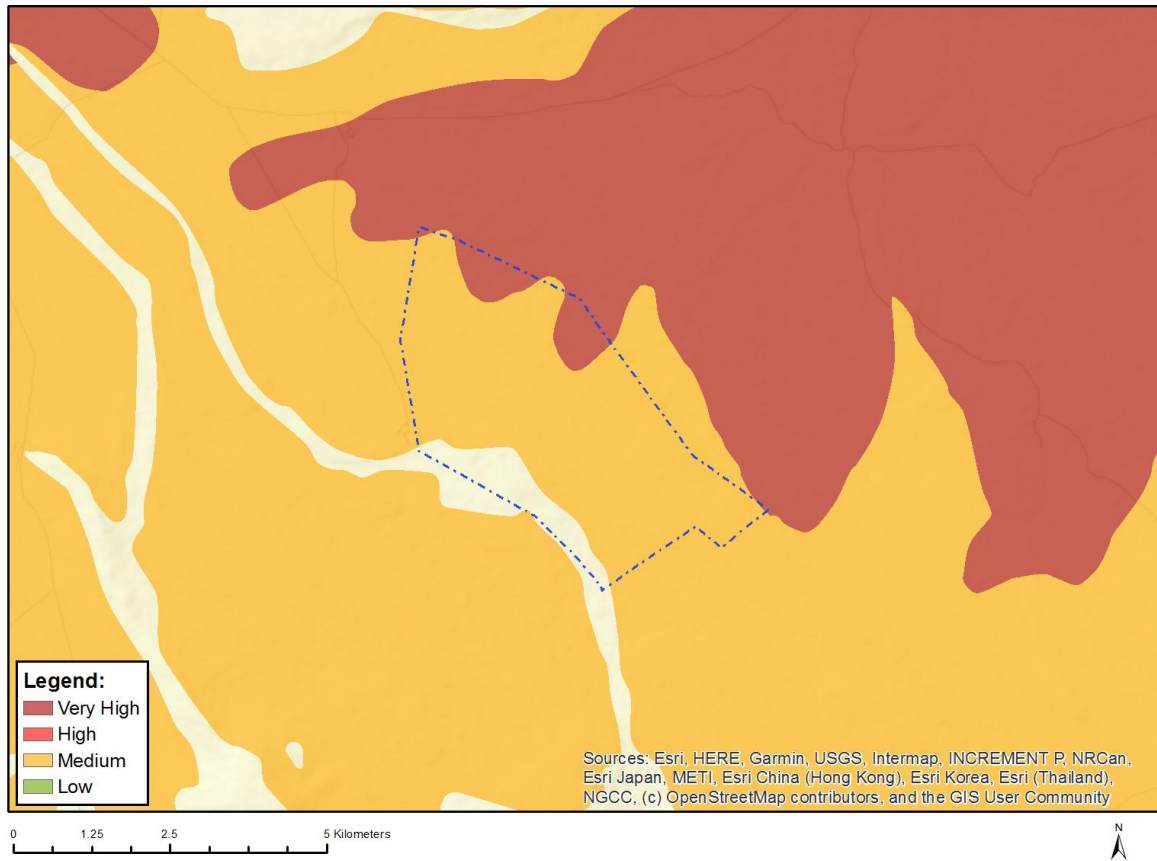 Legend:
Very High
High
Medium
Low
Sources: Esri, HERE, Garmin, USGS, Intermap, INCREMENT P, NRCan,
Esri Japan, METI, Esri China (Hong Kong), Esri Korea, Esri (Thailand),
NGCC, (c) OpenStreetMap contributors, and the GIS User Community
0 1.25 2.5 5 Kilometers
N